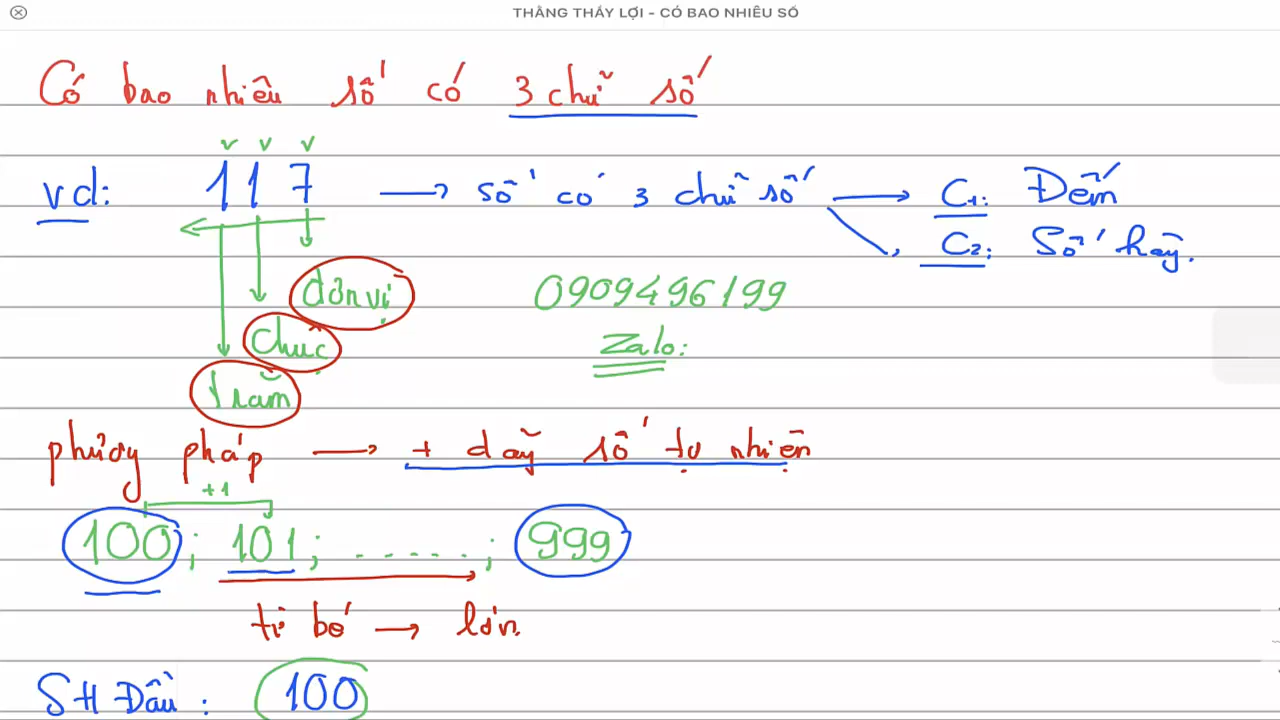 THẰNG THẦY LỢI - CÓ BAO NHIÊU SỐ
Có bao nhiêu số có 3 chữ số
vd: 117 → số có 3 chữ số → C1: Đếm
C2: Số hạng.
đơn vị
0909496199
chục
Zalo:
trăm
phương pháp → + dãy số tự nhiên
+1
100; 101; ......; 999
từ bé → lớn
SH Đầu: 100